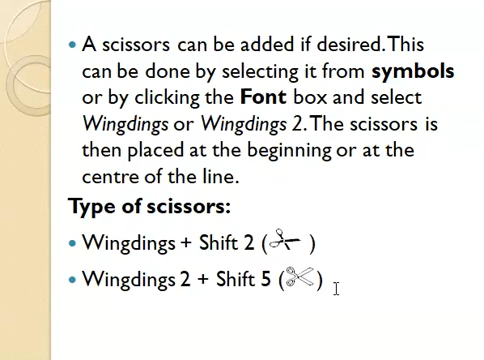 A scissors can be added if desired. This
can be done by selecting it from symbols
or by clicking the Font box and select
Wingdings or Wingdings 2. The scissors is
then placed at the beginning or at the
centre of the line.
Type of scissors:
Wingdings + Shift 2 (✁ )
Wingdings 2 + Shift 5 (✂)